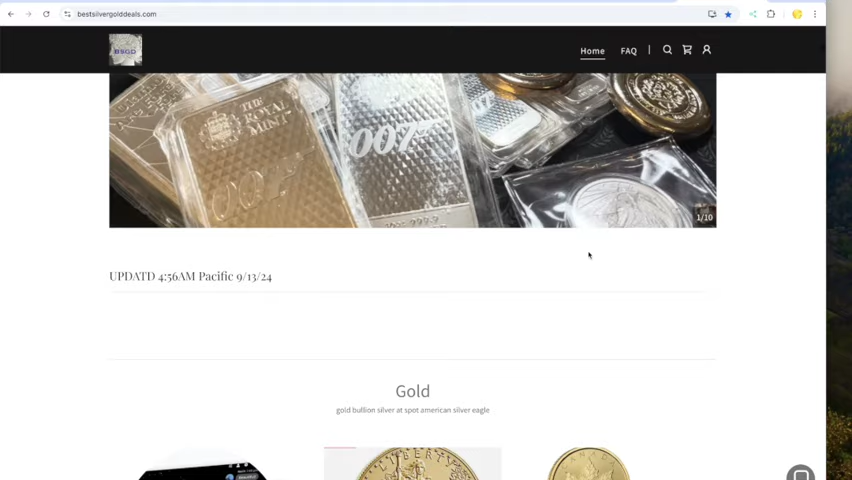 bestsilvergolddeals.com
BSGD
Home
FAQ
THE
ROYAL
MINT
007
007
1/10
UPDATD 4:56AM Pacific 9/13/24
Gold
gold bullion silver at spot american silver eagle
LIBERTY